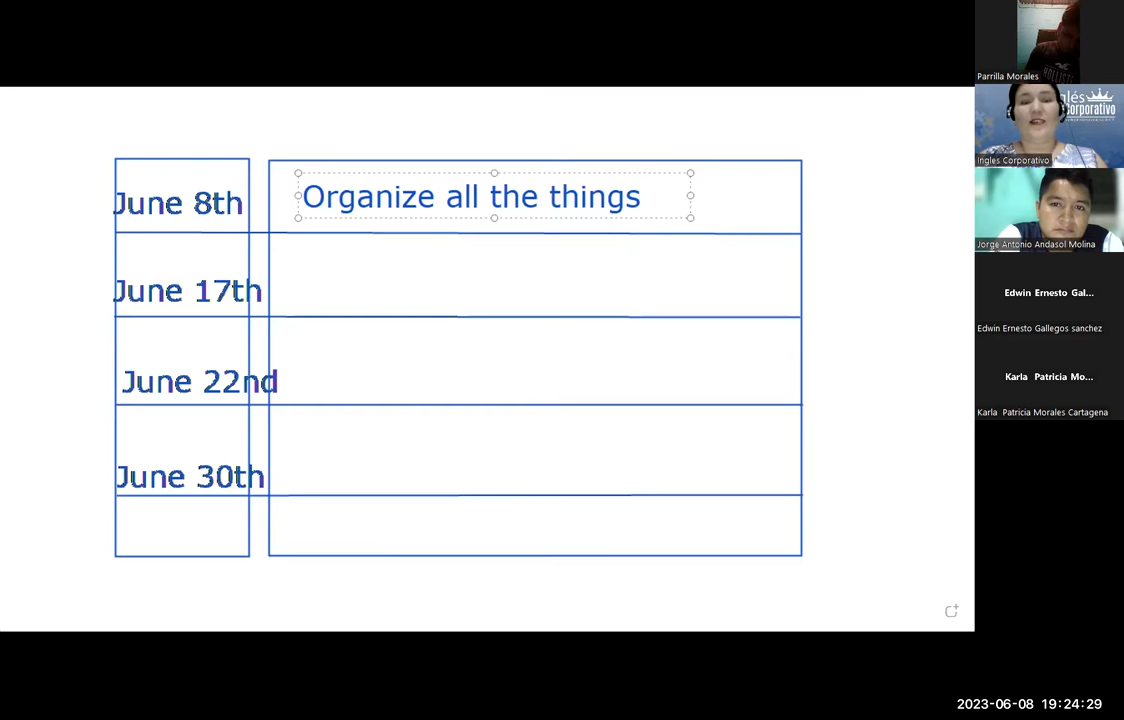 June 8th
Organize all the things
June 17th
June 22nd
June 30th
Parrilla Morales
glés
Corporativo
Ingles Corporativo
Jorge Antonio Andasol Molina
Edwin Ernesto Gal...
Edwin Ernesto Gallegos sanchez
Karla Patricia Mo...
Karla Patricia Morales Cartagena
2023-06-08 19:24:29